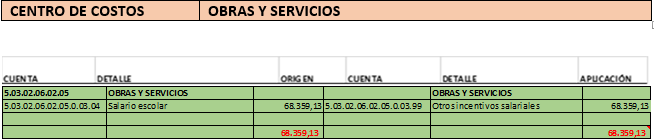 CENTRO DE COSTOS OBRAS Y SERVICIOS
CUENTA DETALLE ORIGEN CUENTA DETALLE APLICACIÓN
5.03.02.06.02.05 OBRAS Y SERVICIOS OBRAS Y SERVICIOS
5.03.02.06.02.05.0.03.04 Salario escolar 68.359,13 5.03.02.06.02.05.0.03.99 Otros incentivos salariales 68.359,13
68.359,13 68.359,13